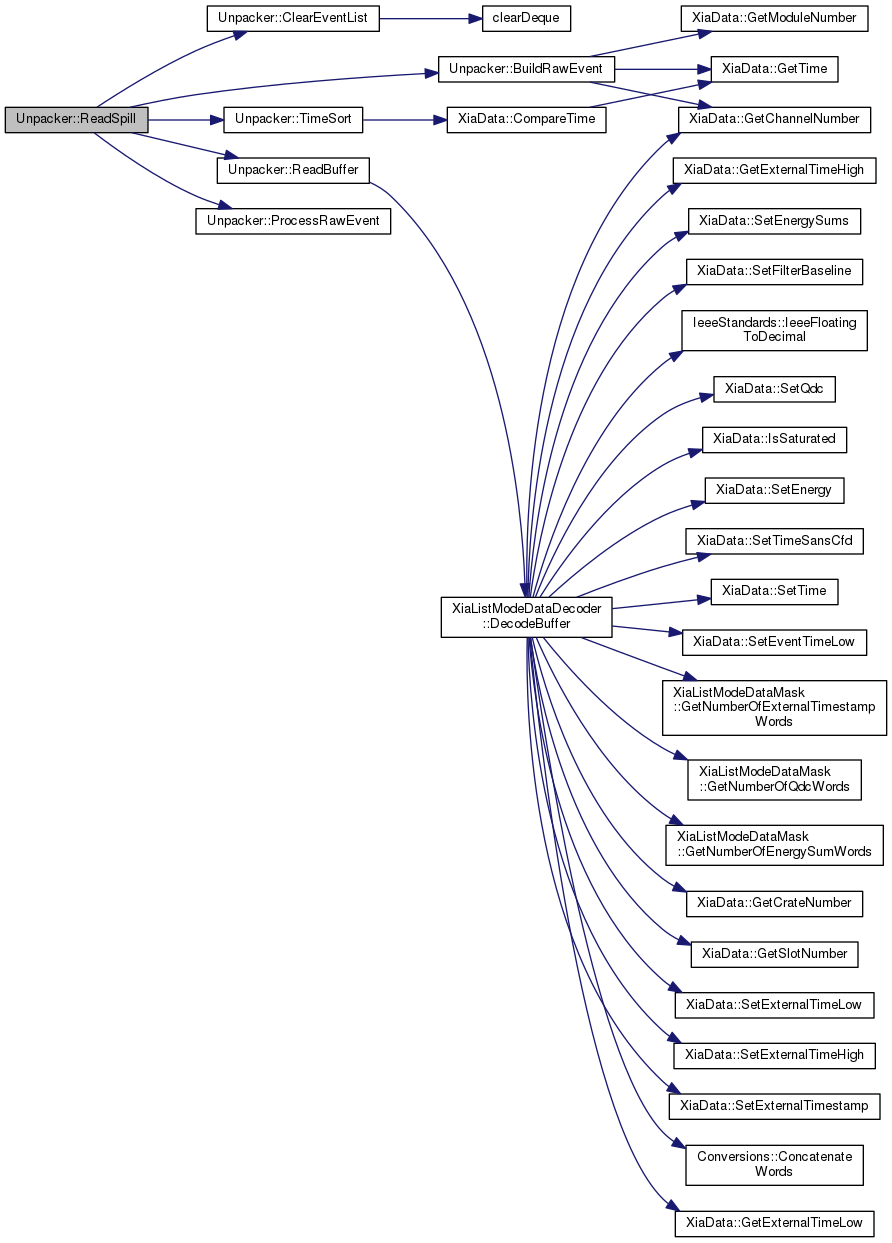 Unpacker::ClearEventList
clearDeque
XiaData::GetModuleNumber
Unpacker::BuildRawEvent
XiaData::GetTime
Unpacker::ReadSpill
Unpacker::TimeSort
XiaData::CompareTime
XiaData::GetChannelNumber
Unpacker::ReadBuffer
XiaData::GetExternalTimeHigh
Unpacker::ProcessRawEvent
XiaData::SetEnergySums
XiaData::SetFilterBaseline
IeeeStandards::IeeeFloating
ToDecimal
XiaData::SetQdc
XiaData::IsSaturated
XiaData::SetEnergy
XiaData::SetTimeSansCfd
XiaData::SetTime
XiaListModeDataDecoder
::DecodeBuffer
XiaData::SetEventTimeLow
XiaListModeDataMask
::GetNumberOfExternalTimestamp
Words
XiaListModeDataMask
::GetNumberOfQdcWords
XiaListModeDataMask
::GetNumberOfEnergySumWords
XiaData::GetCrateNumber
XiaData::GetSlotNumber
XiaData::SetExternalTimeLow
XiaData::SetExternalTimeHigh
XiaData::SetExternalTimestamp
Conversions::Concatenate
Words
XiaData::GetExternalTimeLow